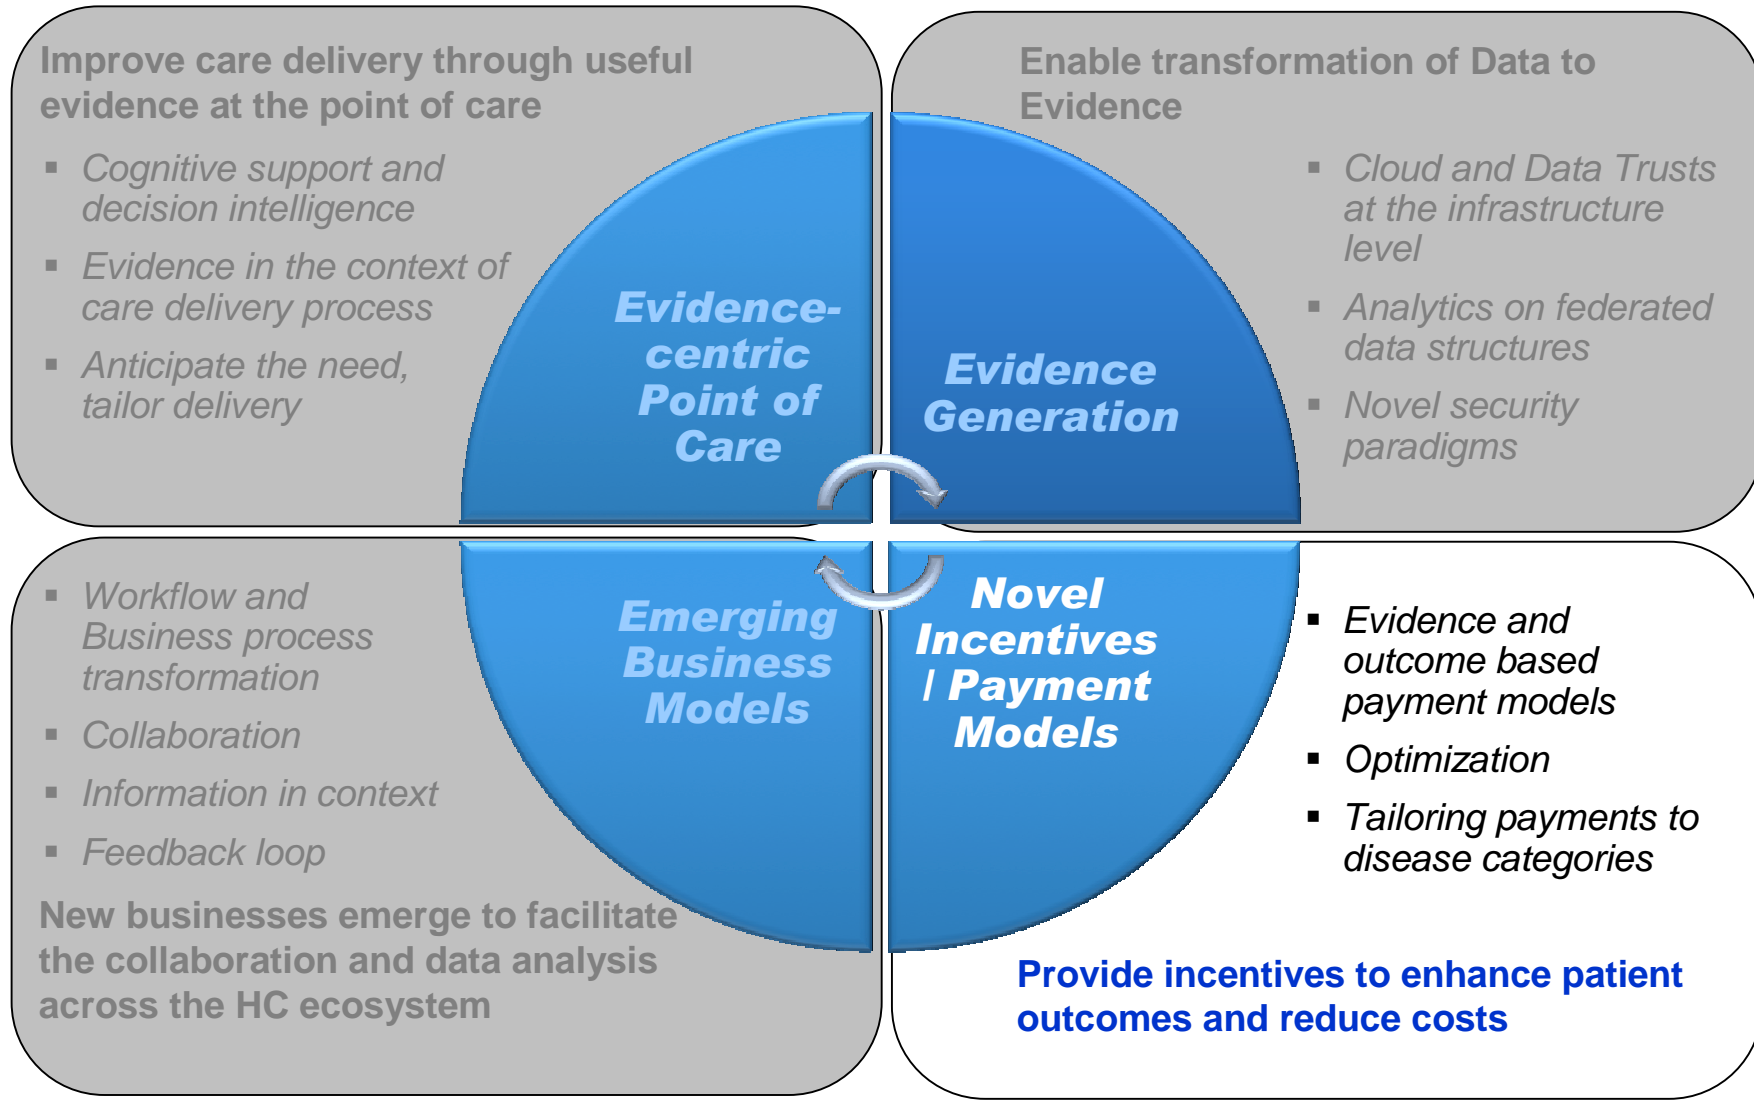 Improve care delivery through useful
evidence at the point of care
▪ Cognitive support and
decision intelligence
▪ Evidence in the context of
care delivery process
▪ Anticipate the need,
tailor delivery
Evidence-
centric
Point of
Care
Enable transformation of Data to
Evidence
▪ Cloud and Data Trusts
at the infrastructure
level
▪ Analytics on federated
data structures
▪ Novel security
paradigms
Evidence
Generation
▪ Workflow and
Business process
transformation
▪ Collaboration
▪ Information in context
▪ Feedback loop
New businesses emerge to facilitate
the collaboration and data analysis
across the HC ecosystem
Emerging
Business
Models
Novel
Incentives
/ Payment
Models
▪ Evidence and
outcome based
payment models
▪ Optimization
▪ Tailoring payments to
disease categories
Provide incentives to enhance patient
outcomes and reduce costs